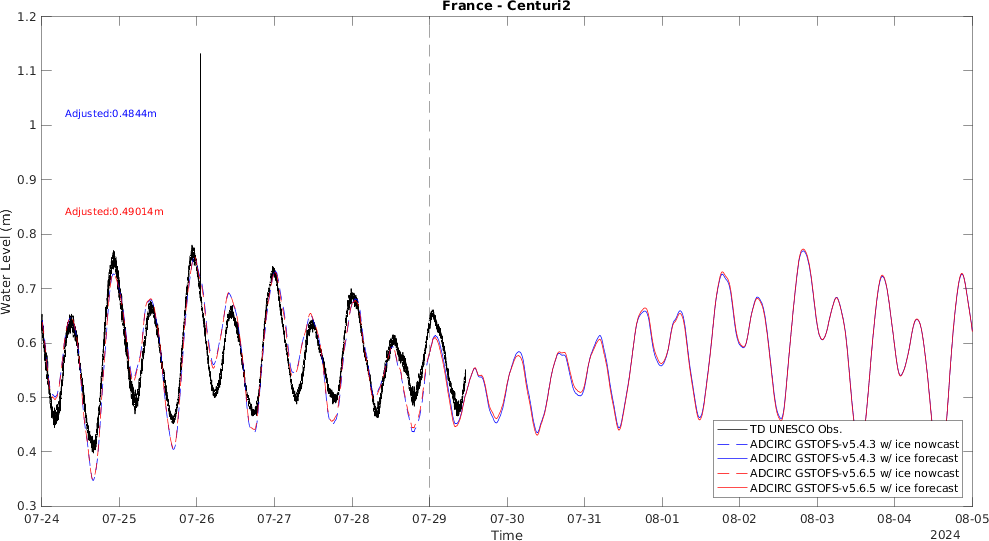 France - Centuri2
1.2
1.1
1
0.9
0.8
0.7
0.6
0.5
0.4
0.3
Water Level (m)
Adjusted:0.4844m
Adjusted:0.49014m
TD UNESCO Obs.
ADCIRC GSTOFS-v5.4.3 w/ ice nowcast
ADCIRC GSTOFS-v5.4.3 w/ ice forecast
ADCIRC GSTOFS-v5.6.5 w/ ice nowcast
ADCIRC GSTOFS-v5.6.5 w/ ice forecast
07-24 07-25 07-26 07-27 07-28 07-29 07-30 07-31 08-01 08-02 08-03 08-04 08-05
Time
2024